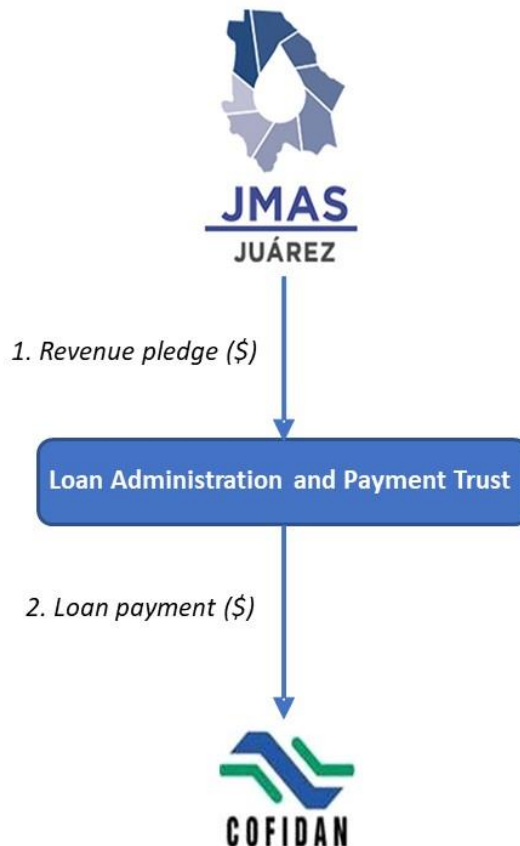 JMAS
JUÁREZ
1. Revenue pledge ($)
Loan Administration and Payment Trust
2. Loan payment ($)
COFIDAN